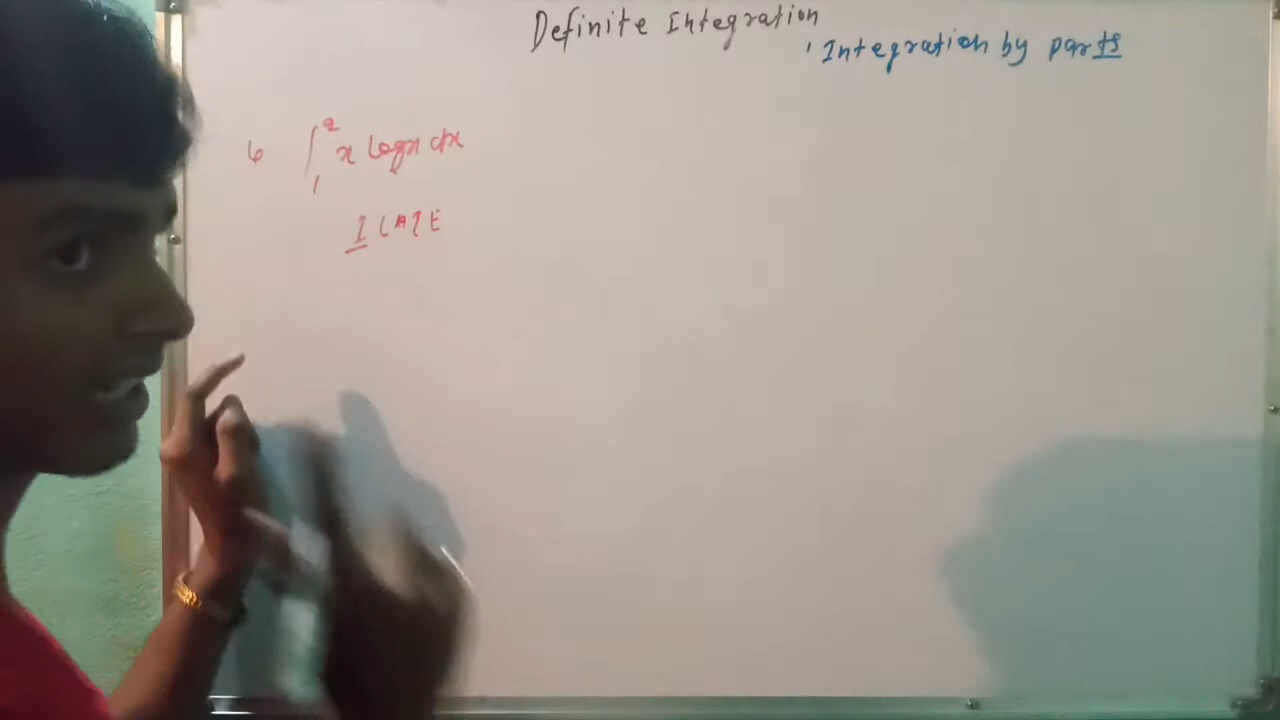 Definite Integration
' Integration by parts
6 ∫₁² x logx dx
ILATE